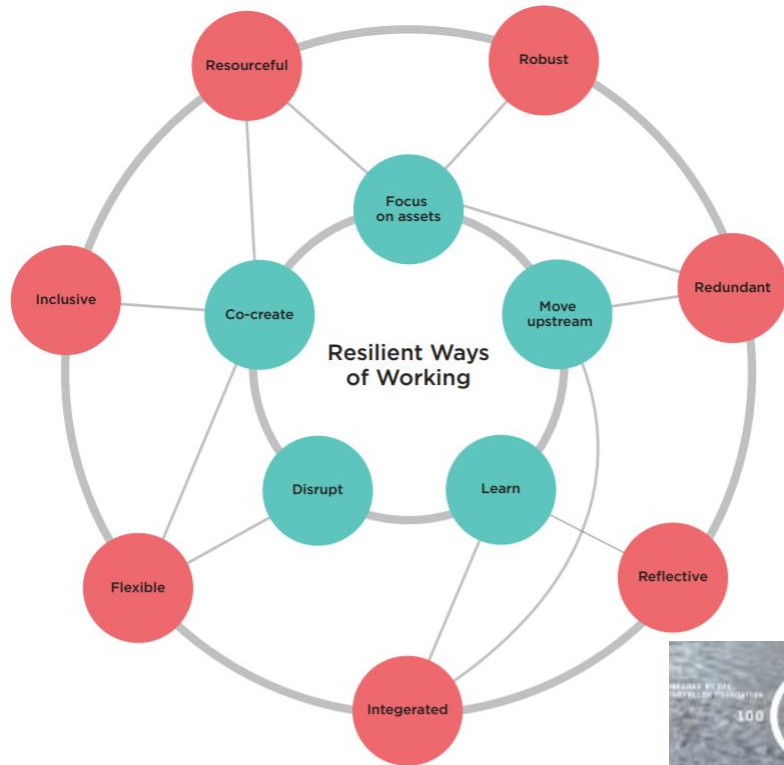 Resourceful
Robust
Focus
on assets
Inclusive
Co-create
Move
upstream
Redundant
Resilient Ways
of Working
Disrupt
Learn
Flexible
Reflective
Integerated
100